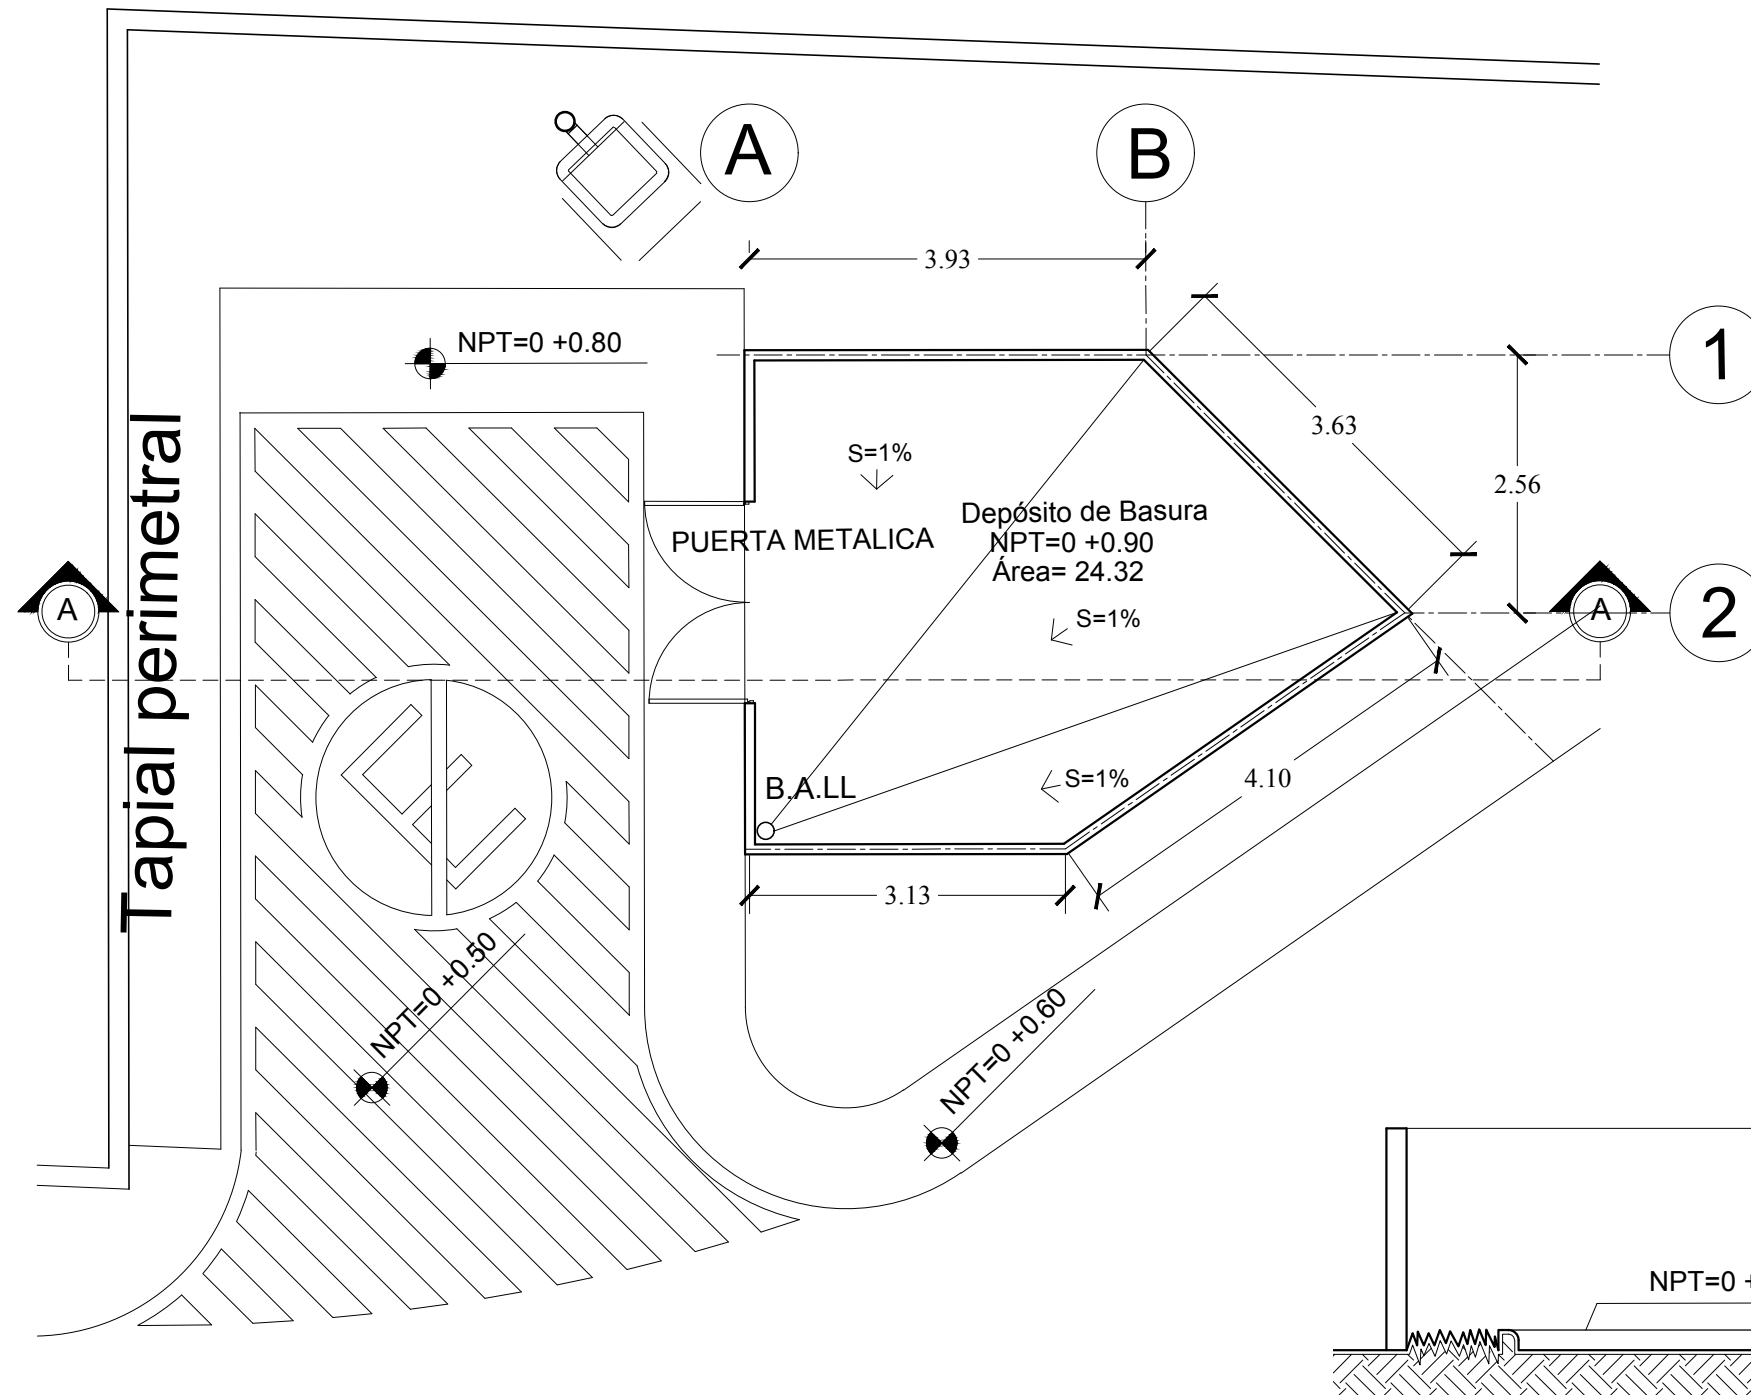 A
B
3.93
1
NPT=0 +0.80
3.63
2.56
S=1%
Depósito de Basura
PUERTA METALICA
NPT=0 +0.90
Área= 24.32
Tapial perimetral
A
A
2
S=1%
B.A.LL
S=1%
4.10
3.13
NPT=0 +0.50
NPT=0 +0.60
NPT=0 +